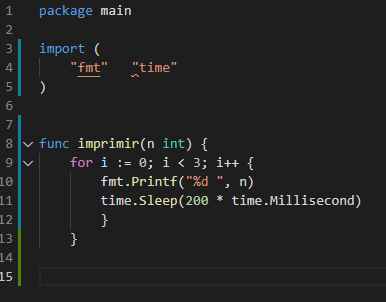 1 package main
2
3 import (
4 "fmt" "time"
5 )
6
7
8 func imprimir(n int) {
9 for i := 0; i < 3; i++ {
10 fmt.Printf("%d ", n)
11 time.Sleep(200 * time.Millisecond)
12 }
13 }
14
15